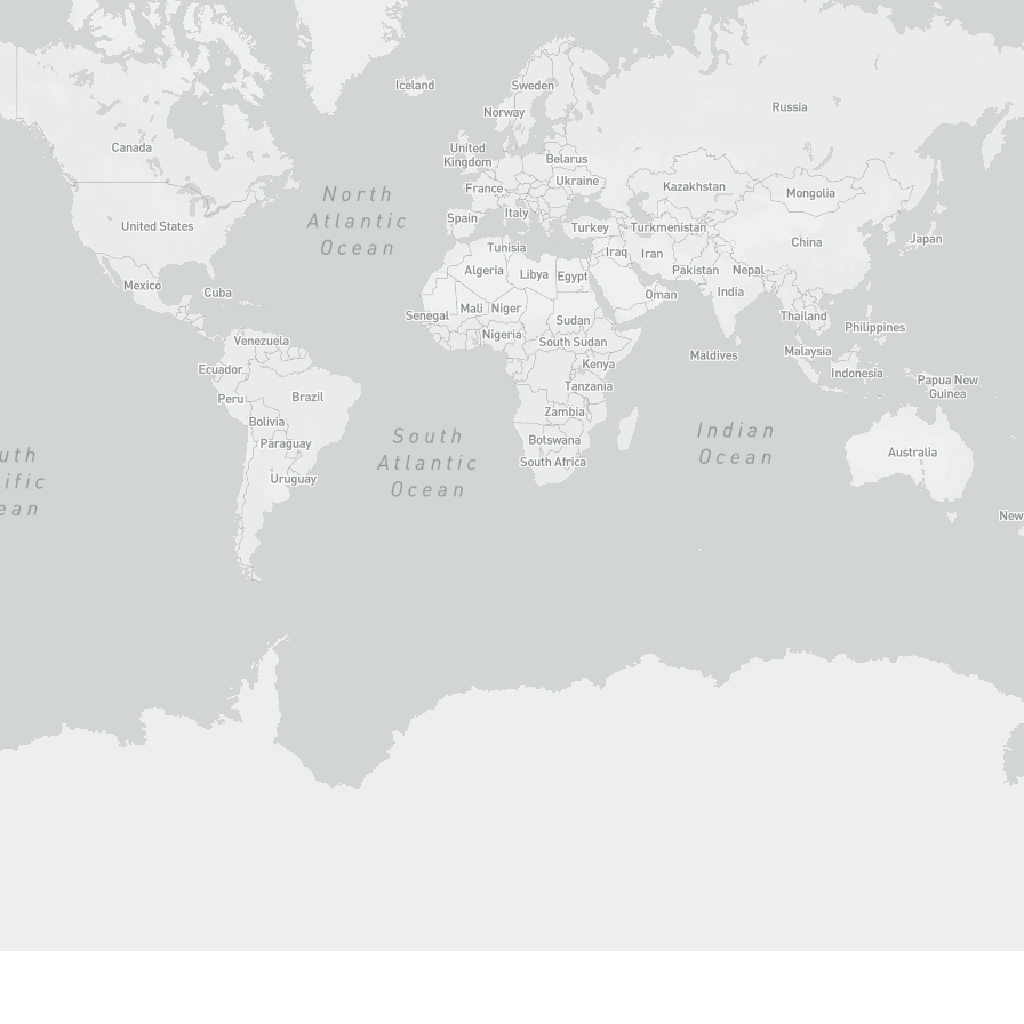 Iceland
Sweden
Russia
Norway
Canada
United
Kingdom
Belarus
Ukraine
France
Kazakhstan
Mongolia
North
Atlantic
Ocean
Spain
Italy
United States
Turkey
Turkmenistan
Japan
China
Tunisia
Iraq
Iran
Algeria
Libya
Egypt
Pakistan
Nepal
Mexico
Cuba
Oman
India
Mali
Niger
Senegal
Sudan
Thailand
Philippines
Nigeria
Venezuela
South Sudan
Maldives
Malaysia
Ecuador
Kenya
Indonesia
Papua New
Guinea
Tanzania
Peru
Brazil
Zambia
Bolivia
South
Atlantic
Ocean
Indian
Ocean
Paraguay
Botswana
Australia
uth
ific
ean
South Africa
Uruguay
New